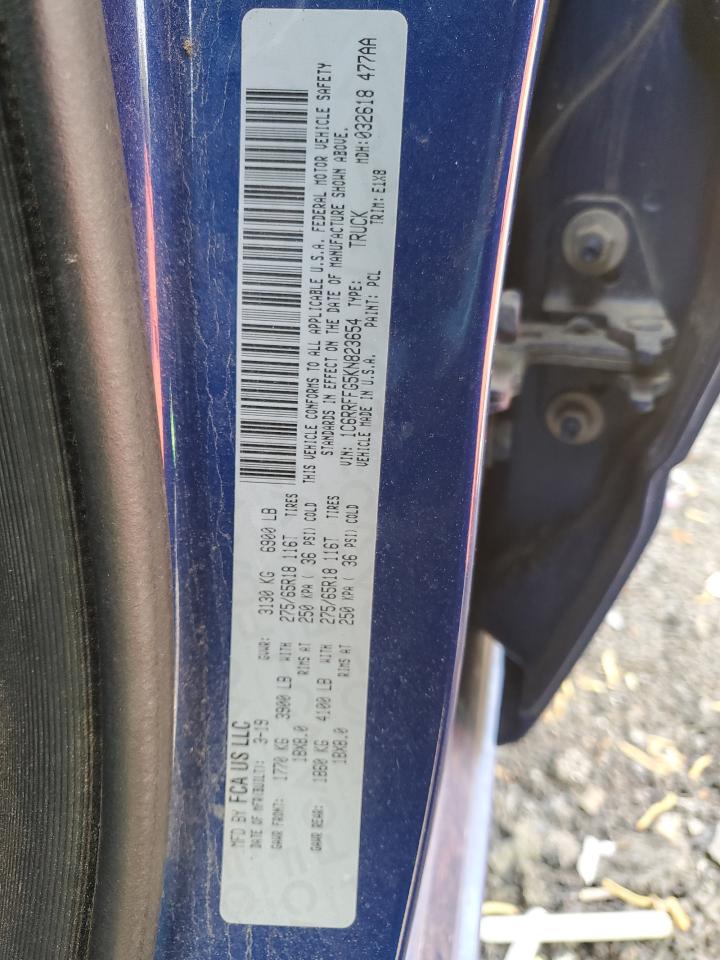 MFD BY FCA US LLC
DATE OF MFR(BUILT): 3-19 GVWR: 3130 KG 6900 LB
GAWR FRONT: 1770 KG 3900 LB WITH 275/65R18 116T TIRES
18X8.0 RIMS AT 250 KPA ( 36 PSI) COLD
GAWR REAR: 1860 KG 4100 LB WITH 275/65R18 116T TIRES
18X8.0 RIMS AT 250 KPA ( 36 PSI) COLD
THIS VEHICLE CONFORMS TO ALL APPLICABLE U.S.A. FEDERAL MOTOR VEHICLE SAFETY
STANDARDS IN EFFECT ON THE DATE OF MANUFACTURE SHOWN ABOVE.
VIN: 1C6RRFFG5KN823654 TYPE: TRUCK MDH: 032618 477AA
VEHICLE MADE IN U.S.A. PAINT: PCL TRIM: E1X8